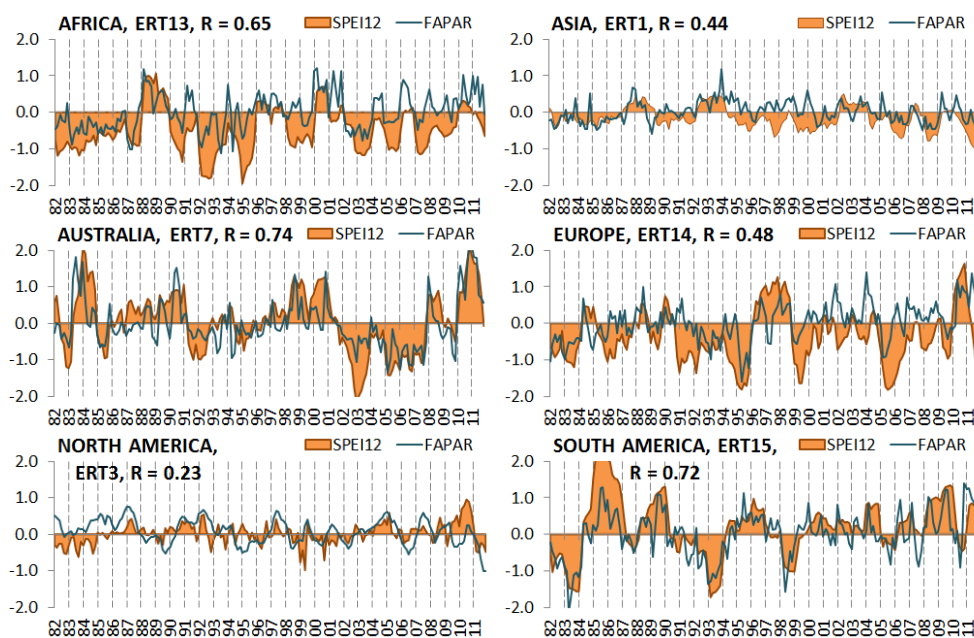 AFRICA, ERT13, R = 0.65 SPEI12 FAPAR
2.0
1.0
0.0
-1.0
-2.0
82 83 84 85 86 87 88 89 90 91 92 93 94 95 96 97 98 99 00 01 02 03 04 05 06 07 08 09 10 11
ASIA, ERT1, R = 0.44 SPEI12 FAPAR
2.0
1.0
0.0
-1.0
-2.0
82 83 84 85 86 87 88 89 90 91 92 93 94 95 96 97 98 99 00 01 02 03 04 05 06 07 08 09 10 11
AUSTRALIA, ERT7, R = 0.74 SPEI12 FAPAR
2.0
1.0
0.0
-1.0
-2.0
82 83 84 85 86 87 88 89 90 91 92 93 94 95 96 97 98 99 00 01 02 03 04 05 06 07 08 09 10 11
EUROPE, ERT14, R = 0.48 SPEI12 FAPAR
2.0
1.0
0.0
-1.0
-2.0
82 83 84 85 86 87 88 89 90 91 92 93 94 95 96 97 98 99 00 01 02 03 04 05 06 07 08 09 10 11
NORTH AMERICA, SPEI12 FAPAR
ERT3, R = 0.23
2.0
1.0
0.0
-1.0
-2.0
82 83 84 85 86 87 88 89 90 91 92 93 94 95 96 97 98 99 00 01 02 03 04 05 06 07 08 09 10 11
SOUTH AMERICA, ERT15, SPEI12 FAPAR
R = 0.72
2.0
1.0
0.0
-1.0
-2.0
82 83 84 85 86 87 88 89 90 91 92 93 94 95 96 97 98 99 00 01 02 03 04 05 06 07 08 09 10 11